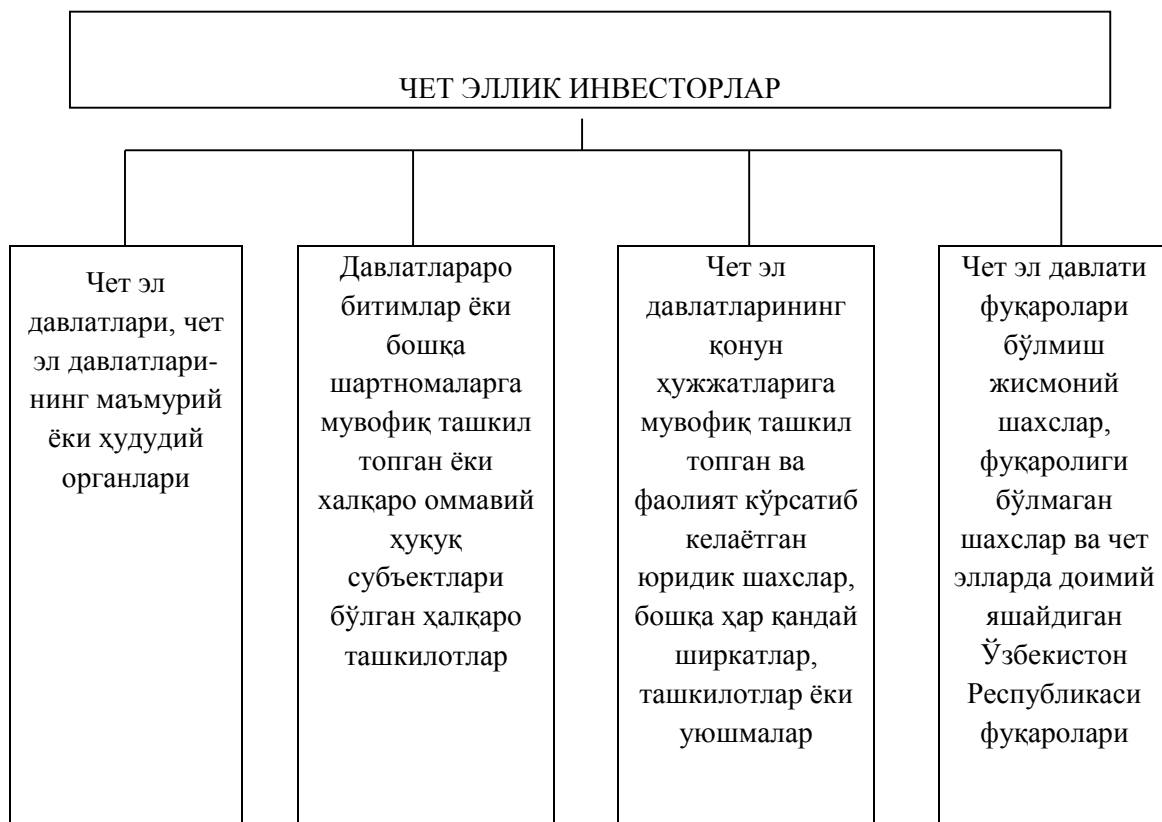 ЧЕТ ЭЛЛИК ИНВЕСТОРЛАР
Чет эл
давлатлари, чет
эл давлатлари-
нинг маъмурий
ёки ҳудудий
органлари
Давлатлараро
битимлар ёки
бошқа
шартномаларга
мувофиқ ташкил
топган ёки
халқаро оммавий
ҳуқуқ
субъектлари
бўлган ҳалқаро
ташкилотлар
Чет эл
давлатларининг
қонун
ҳужжатларига
мувофиқ ташкил
топган ва
фаолият кўрсатиб
келаётган
юридик шахслар,
бошқа ҳар қандай
ширкатлар,
ташкилотлар ёки
уюшмалар
Чет эл давлати
фуқаролари
бўлмиш
жисмоний
шахслар,
фуқаролиги
бўлмаган
шахслар ва чет
элларда доимий
яшайдиган
Ўзбекистон
Республикаси
фуқаролари